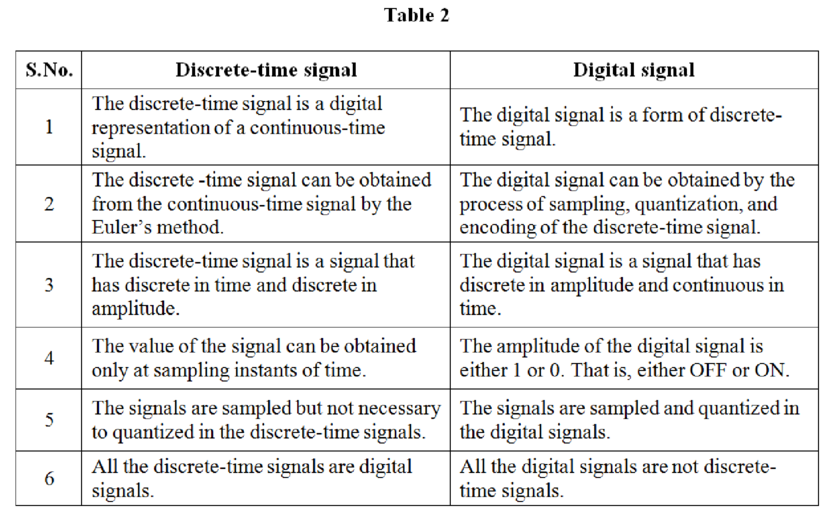 Table 2
S.No.
Discrete-time signal
Digital signal
1
The discrete-time signal is a digital
representation of a continuous-time
signal.
The digital signal is a form of discrete-
time signal.
2
The discrete -time signal can be obtained
from the continuous-time signal by the
Euler's method.
The digital signal can be obtained by the
process of sampling, quantization, and
encoding of the discrete-time signal.
3
The discrete-time signal is a signal that
has discrete in time and discrete in
amplitude.
The digital signal is a signal that has
discrete in amplitude and continuous in
time.
4
The value of the signal can be obtained
only at sampling instants of time.
The amplitude of the digital signal is
either 1 or 0. That is, either OFF or ON.
5
The signals are sampled but not necessary
to quantized in the discrete-time signals.
The signals are sampled and quantized in
the digital signals.
6
All the discrete-time signals are digital
signals.
All the digital signals are not discrete-
time signals.